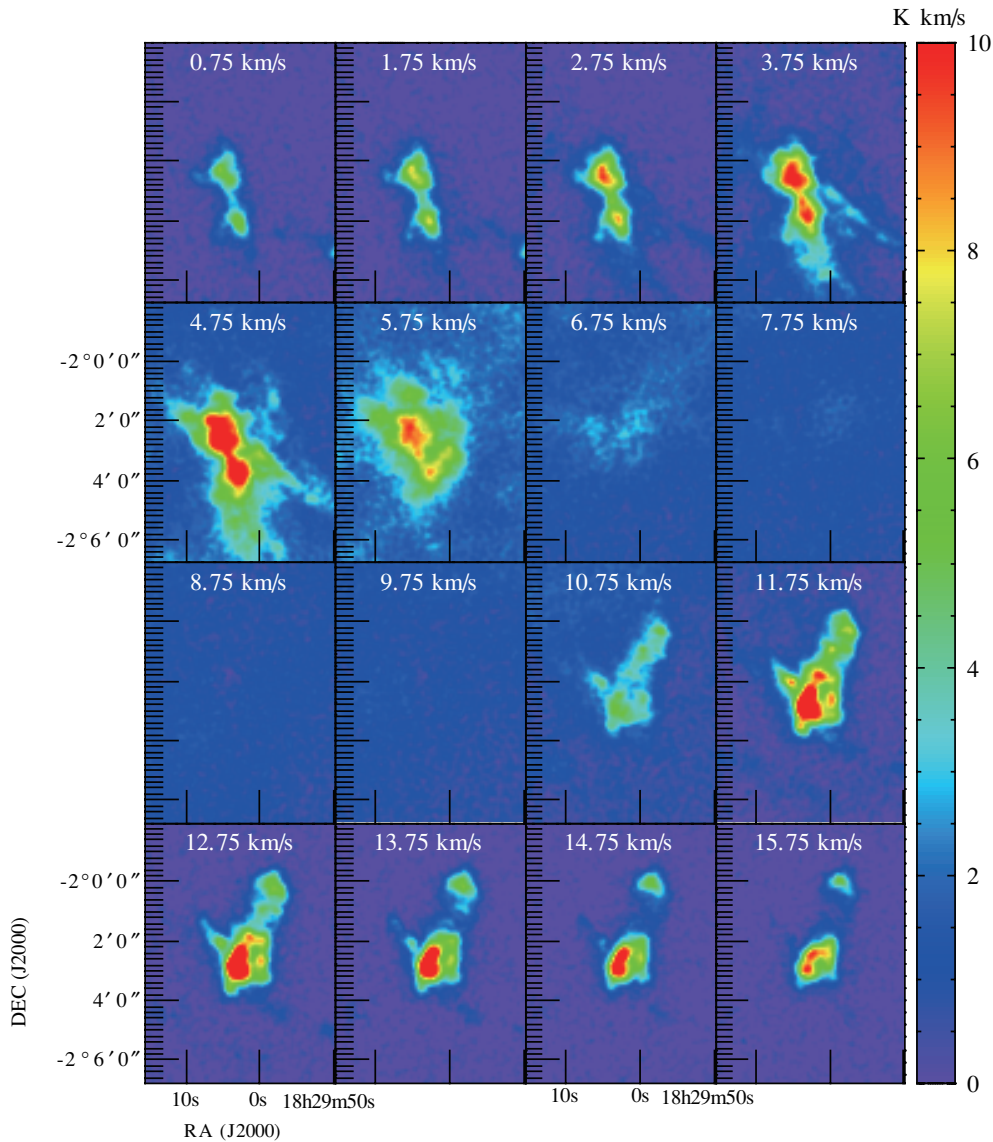 K km/s
0.75 km/s 1.75 km/s 2.75 km/s 3.75 km/s
10
8
6
4
2
0
4.75 km/s 5.75 km/s 6.75 km/s 7.75 km/s
-2°0′0″
2′0″
4′0″
-2°6′0″
8.75 km/s 9.75 km/s 10.75 km/s 11.75 km/s
12.75 km/s 13.75 km/s 14.75 km/s 15.75 km/s
-2°0′0″
2′0″
4′0″
-2°6′0″
DEC (J2000)
10s 0s 18h29m50s 10s 0s 18h29m50s
RA (J2000)